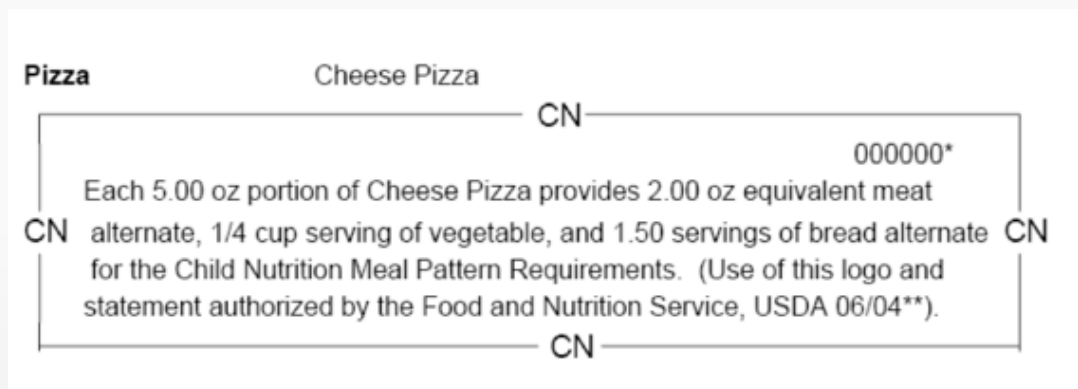 Pizza Cheese Pizza
CN
000000*
Each 5.00 oz portion of Cheese Pizza provides 2.00 oz equivalent meat
CN alternate, 1/4 cup serving of vegetable, and 1.50 servings of bread alternate CN
for the Child Nutrition Meal Pattern Requirements. (Use of this logo and
statement authorized by the Food and Nutrition Service, USDA 06/04**).
CN